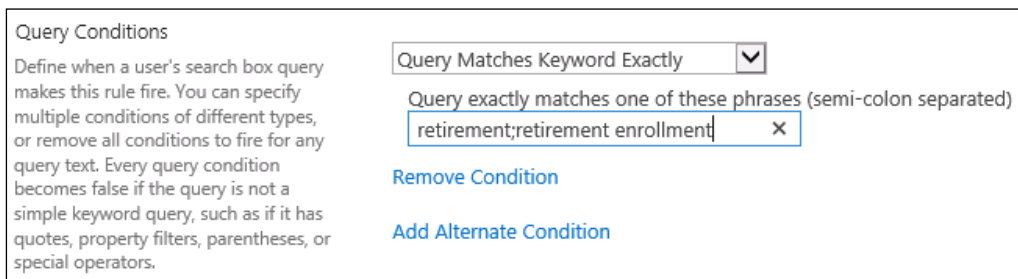 Query Conditions
Define when a user's search box query
makes this rule fire. You can specify
multiple conditions of different types,
or remove all conditions to fire for any
query text. Every query condition
becomes false if the query is not a
simple keyword query, such as if it has
quotes, property filters, parentheses, or
special operators.
Query Matches Keyword Exactly
Query exactly matches one of these phrases (semi-colon separated)
retirement;retirement enrollment
Remove Condition
Add Alternate Condition